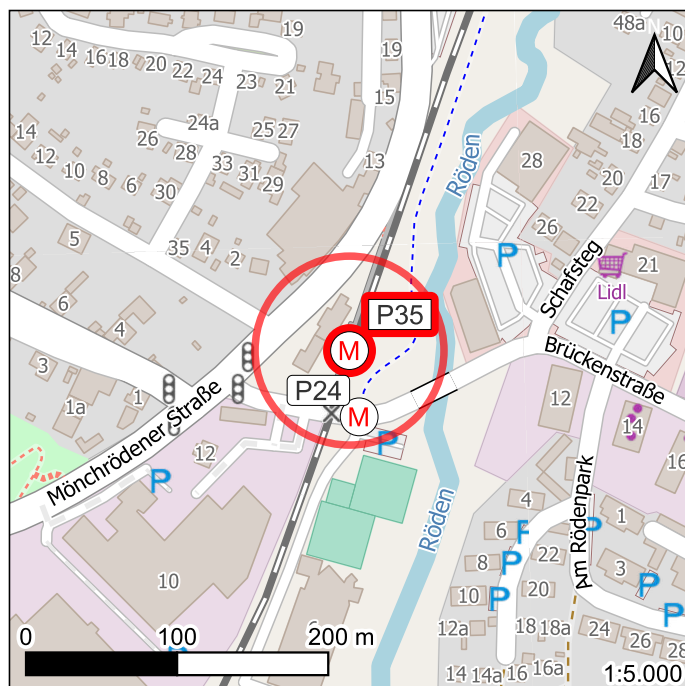 12
14
16
18
20
22
24
23
21
19
19
15
13
48a
10
12
N
16
18
20
22
17
28
26
Schafsteg
21
Lidl
P
P
Röden
14
12
10
8
6
30
26
28
24a
33
25
27
31
29
35
4
2
5
8
6
4
3
1a
1
P35
M
P24
M
P
Brückenstraße
Mönchrödener Straße
12
P
10
12
14
16
Am Rödenpark
Röden
4
6
P
8
P
10
P
22
20
18
18a
12a
14
14a
16
16a
P
1
3
P
P
24
26
28
0
100
200 m
1:5.000